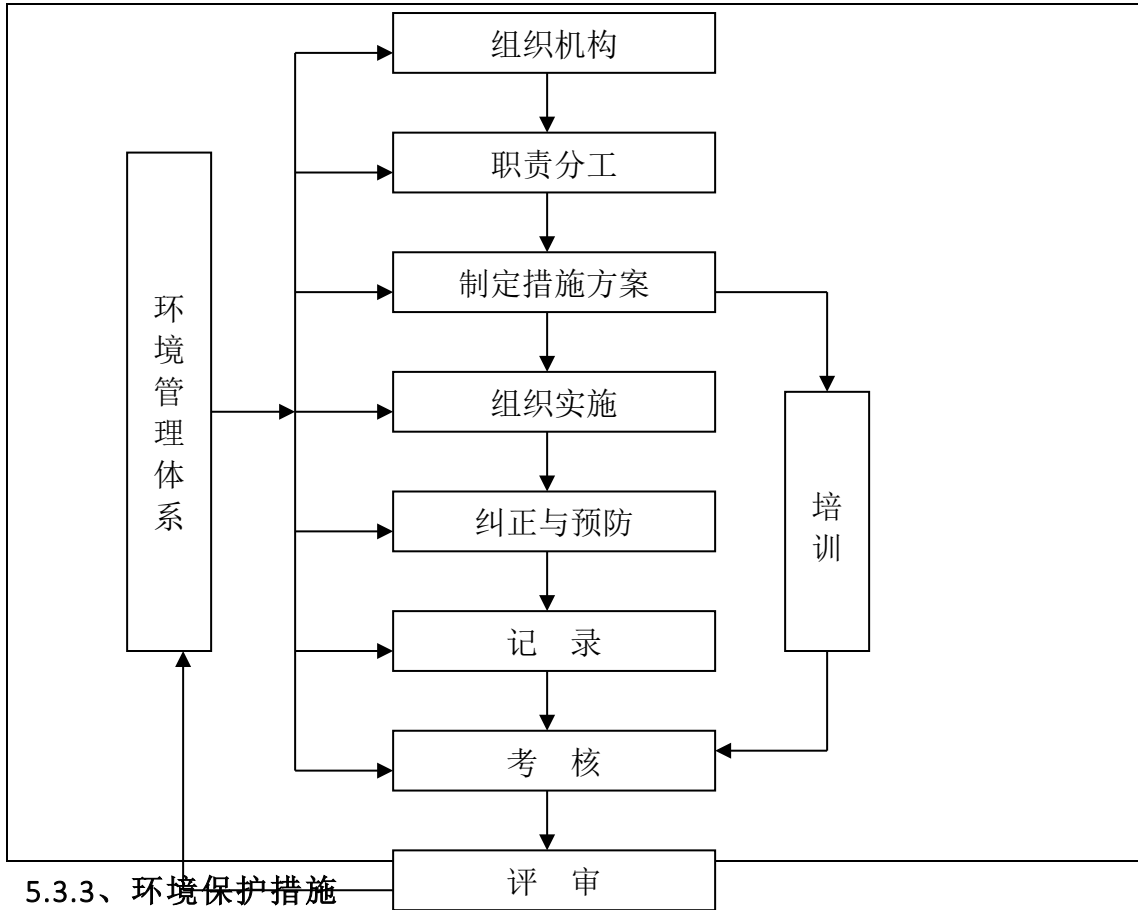 组织机构
职责分工
制定措施方案
环境管理体系
组织实施
纠正与预防
培训
记 录
考 核
评 审
5.3.3、环境保护措施